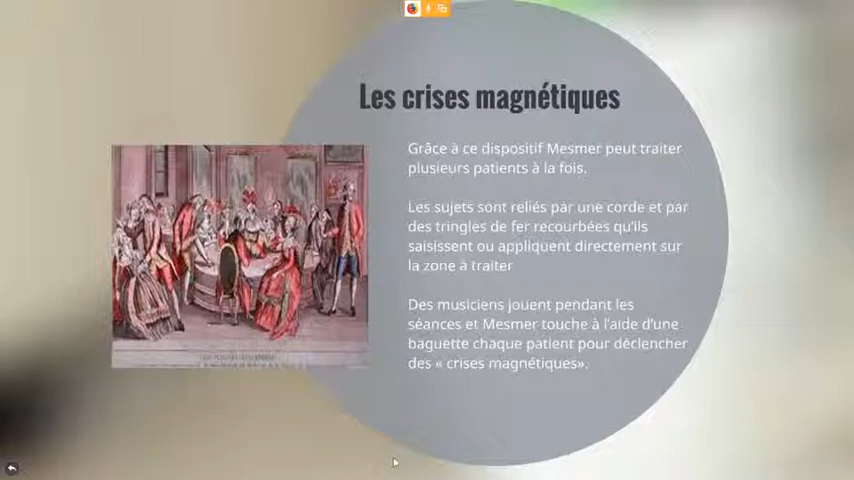 Les crises magnétiques
Grâce à ce dispositif Mesmer peut traiter
plusieurs patients à la fois.
Les sujets sont reliés par une corde et par
des tringles de fer recourbées qu'ils
saisissent ou appliquent directement sur
la zone à traiter
Des musiciens jouent pendant les
séances et Mesmer touche à l'aide d'une
baguette chaque patient pour déclencher
des « crises magnétiques».